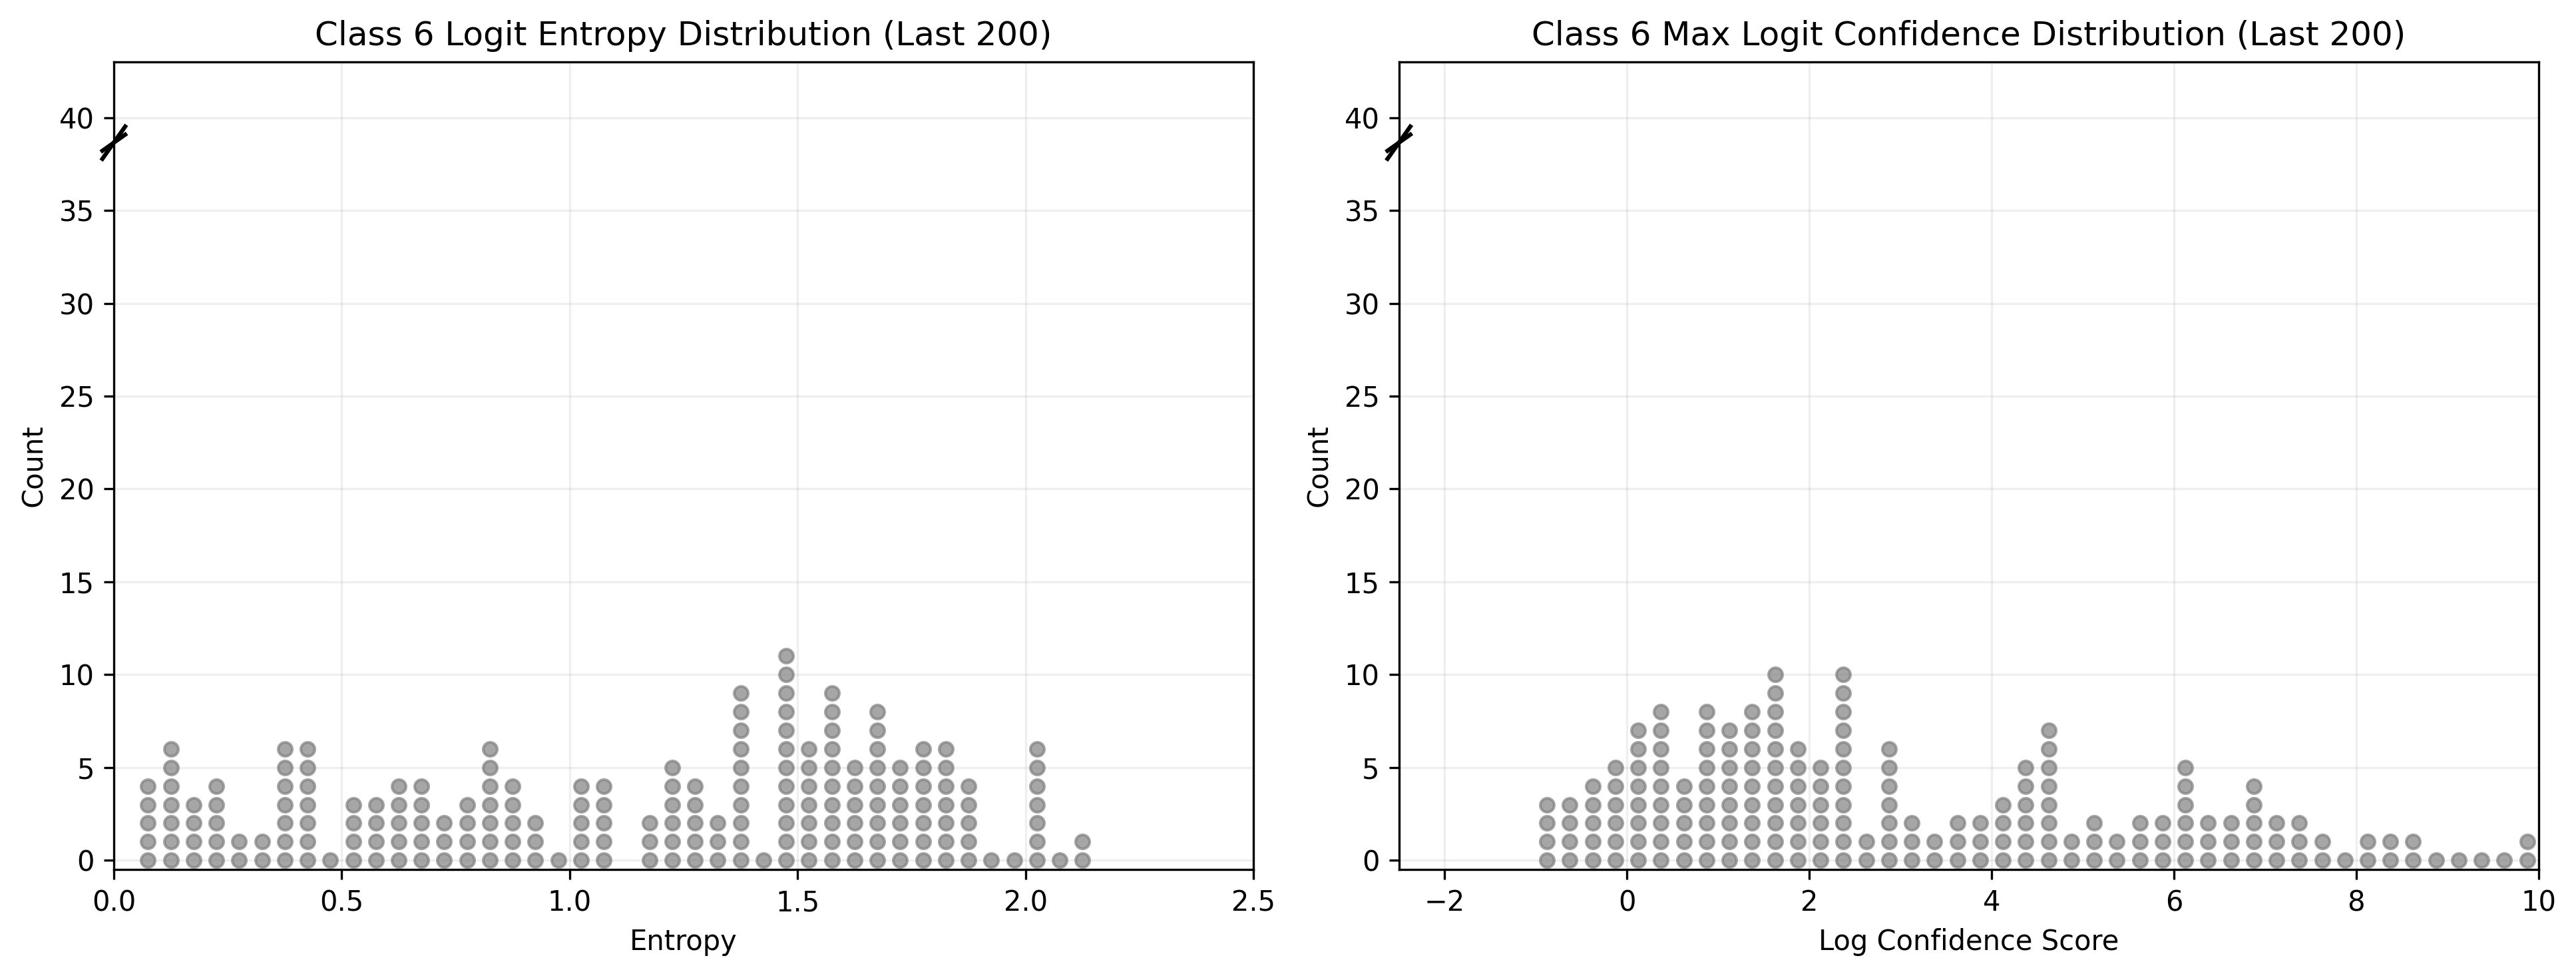 Class 6 Logit Entropy Distribution (Last 200)
40
35
30
25
20
15
10
5
0
Count
0.0 0.5 1.0 1.5 2.0 2.5
Entropy
Class 6 Max Logit Confidence Distribution (Last 200)
40
35
30
25
20
15
10
5
0
Count
−2 0 2 4 6 8 10
Log Confidence Score